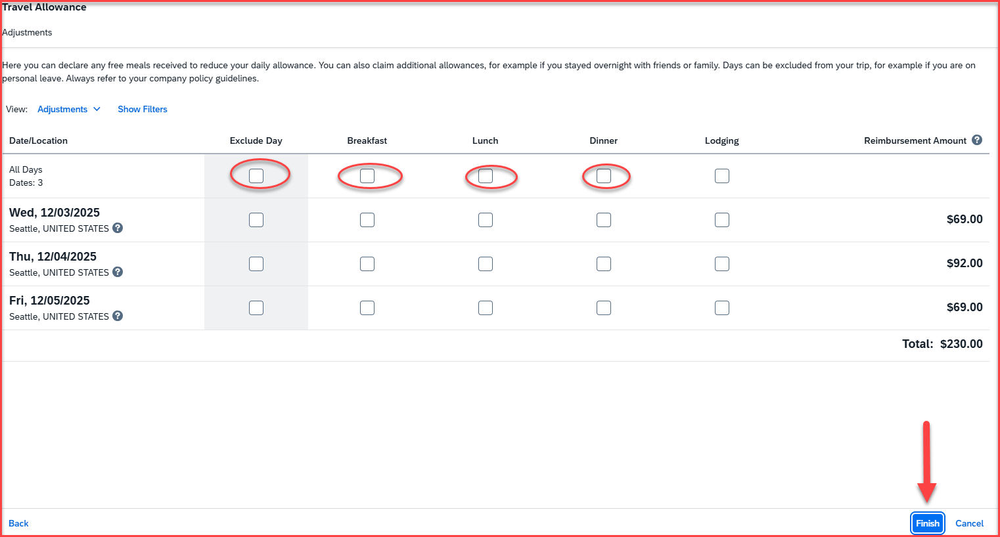 Travel Allowance
Adjustments
Here you can declare any free meals received to reduce your daily allowance. You can also claim additional allowances, for example if you stayed overnight with friends or family. Days can be excluded from your trip, for example if you are on
personal leave. Always refer to your company policy guidelines.
View: Adjustments Show Filters
Date/Location Exclude Day Breakfast Lunch Dinner Lodging Reimbursement Amount ?
All Days
Dates: 3
Wed, 12/03/2025
Seattle, UNITED STATES ?
$69.00
Thu, 12/04/2025
Seattle, UNITED STATES ?
$92.00
Fri, 12/05/2025
Seattle, UNITED STATES ?
$69.00
Total: $230.00
Back Finish Cancel